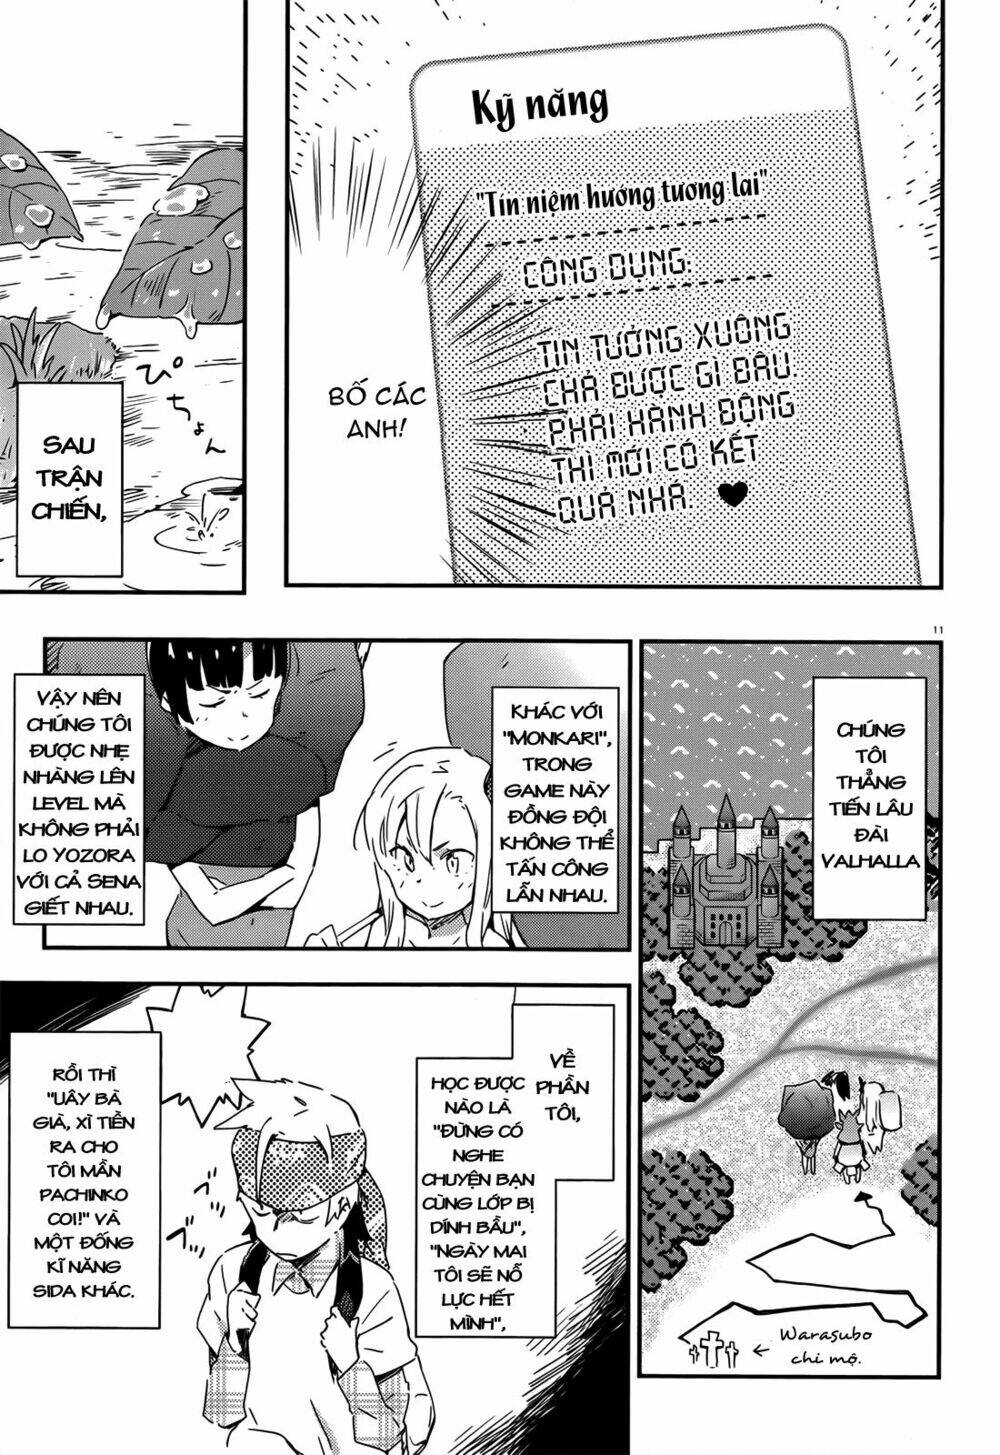 Kỹ năng
"Tín niệm hướng tương lai"
CÔNG DỤNG:
TIN TƯỞNG XUÔNG
CHẢ ĐƯỢC GÌ ĐÂU
PHẢI HÀNH ĐỘNG
THÌ MỚI CÓ KẾT
QUẢ NHÁ
BỐ CÁC
ANH!
ぴちょん
SAU
TRẬN
CHIẾN,
11
CHÚNG
TÔI
THẲNG
TIẾN LÂU
ĐÀI
VALHALLA
Warasubo
chi mộ.
KHÁC VỚI
"MONKARI",
TRONG
GAME NÀY
ĐỒNG ĐỘI
KHÔNG THỂ
TẤN CÔNG
LẪN NHAU.
VẬY NÊN
CHÚNG TÔI
ĐƯỢC NHẸ
NHÀNG LÊN
LEVEL MÀ
KHÔNG PHẢI
LO YOZORA
VỚI CẢ SENA
GIẾT NHAU.
VỀ
PHẦN
TÔI,
HỌC ĐƯỢC
NÀO LÀ
"ĐỪNG CÓ
NGHE
CHUYỆN BẠN
CÙNG LỚP BỊ
DÍNH BẦU",
"NGÀY MAI
TÔI SẼ NỖ
LỰC HẾT
MÌNH",
RỒI THÌ
"UÂY BÀ
GIÀ, XÌ TIỀN
RA CHO
TÔI MẦN
PACHINKO
COI!" VÀ
MỘT ĐỐNG
KĨ NĂNG
SIDA KHÁC.